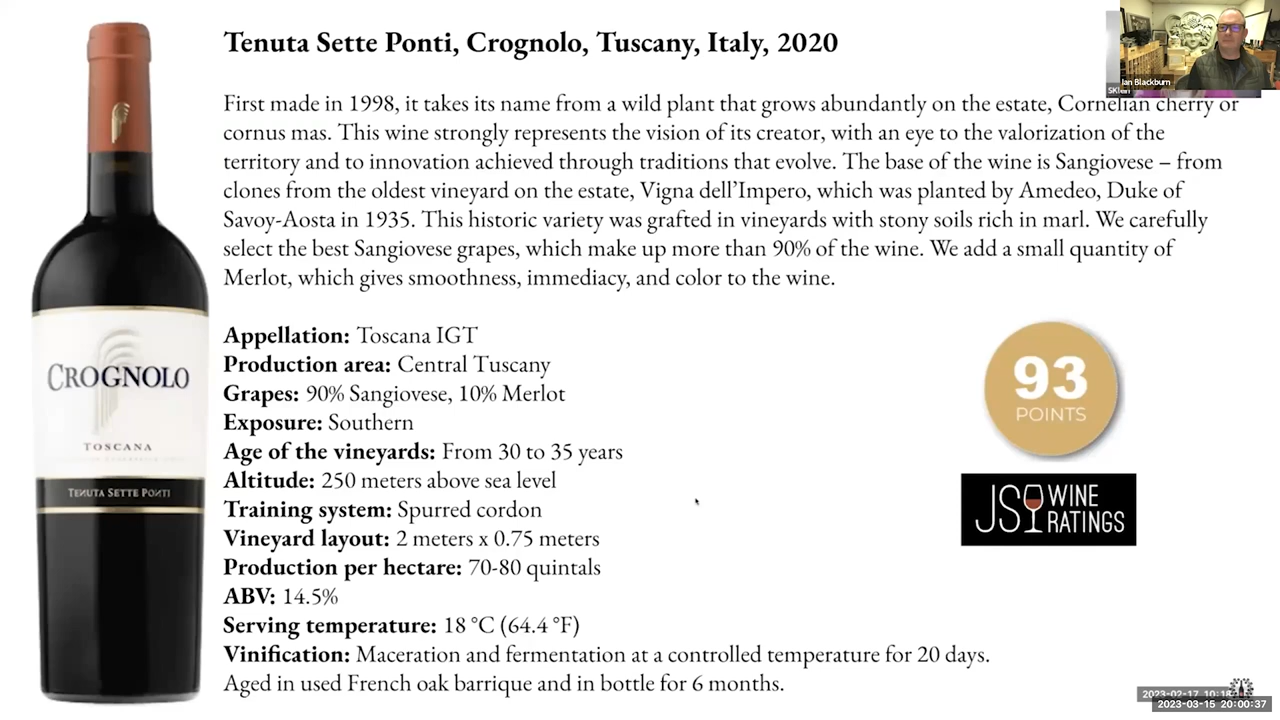 Tenuta Sette Ponti, Crognolo, Tuscany, Italy, 2020
First made in 1998, it takes its name from a wild plant that grows abundantly on the estate, Cornelian cherry or
cornus mas. This wine strongly represents the vision of its creator, with an eye to the valorization of the
territory and to innovation achieved through traditions that evolve. The base of the wine is Sangiovese – from
clones from the oldest vineyard on the estate, Vigna dell’Impero, which was planted by Amedeo, Duke of
Savoy-Aosta in 1935. This historic variety was grafted in vineyards with stony soils rich in marl. We carefully
select the best Sangiovese grapes, which make up more than 90% of the wine. We add a small quantity of
Merlot, which gives smoothness, immediacy, and color to the wine.
Appellation: Toscana IGT
Production area: Central Tuscany
Grapes: 90% Sangiovese, 10% Merlot
Exposure: Southern
Age of the vineyards: From 30 to 35 years
Altitude: 250 meters above sea level
Training system: Spurred cordon
Vineyard layout: 2 meters x 0.75 meters
Production per hectare: 70-80 quintals
ABV: 14.5%
Serving temperature: 18 °C (64.4 °F)
Vinification: Maceration and fermentation at a controlled temperature for 20 days.
Aged in used French oak barrique and in bottle for 6 months.
CROGNOLO
TOSCANA
TENUTA SETTE PONTI
93
POINTS
JS WINE
RATINGS
Ian Blackburn
2023-02-17 10:18
2023-03-15 20:00:37